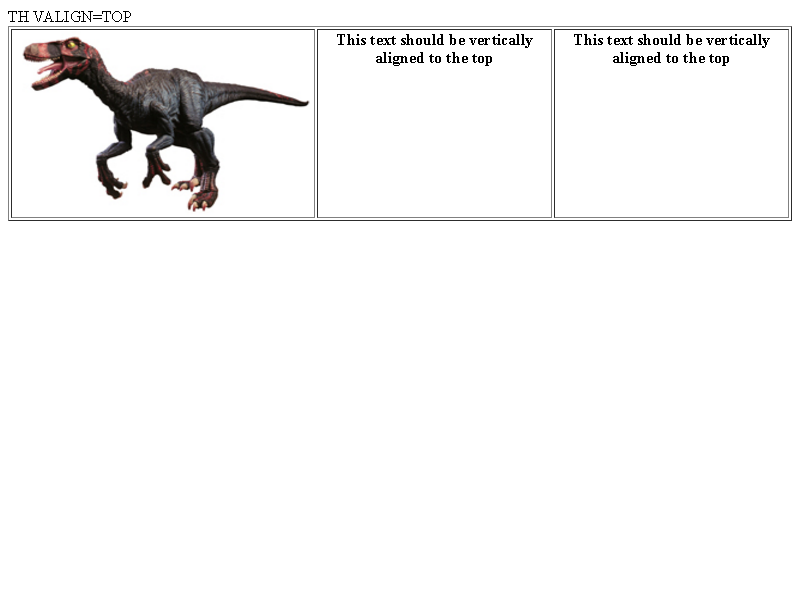 TH VALIGN=TOP
This text should be vertically
aligned to the top
This text should be vertically
aligned to the top